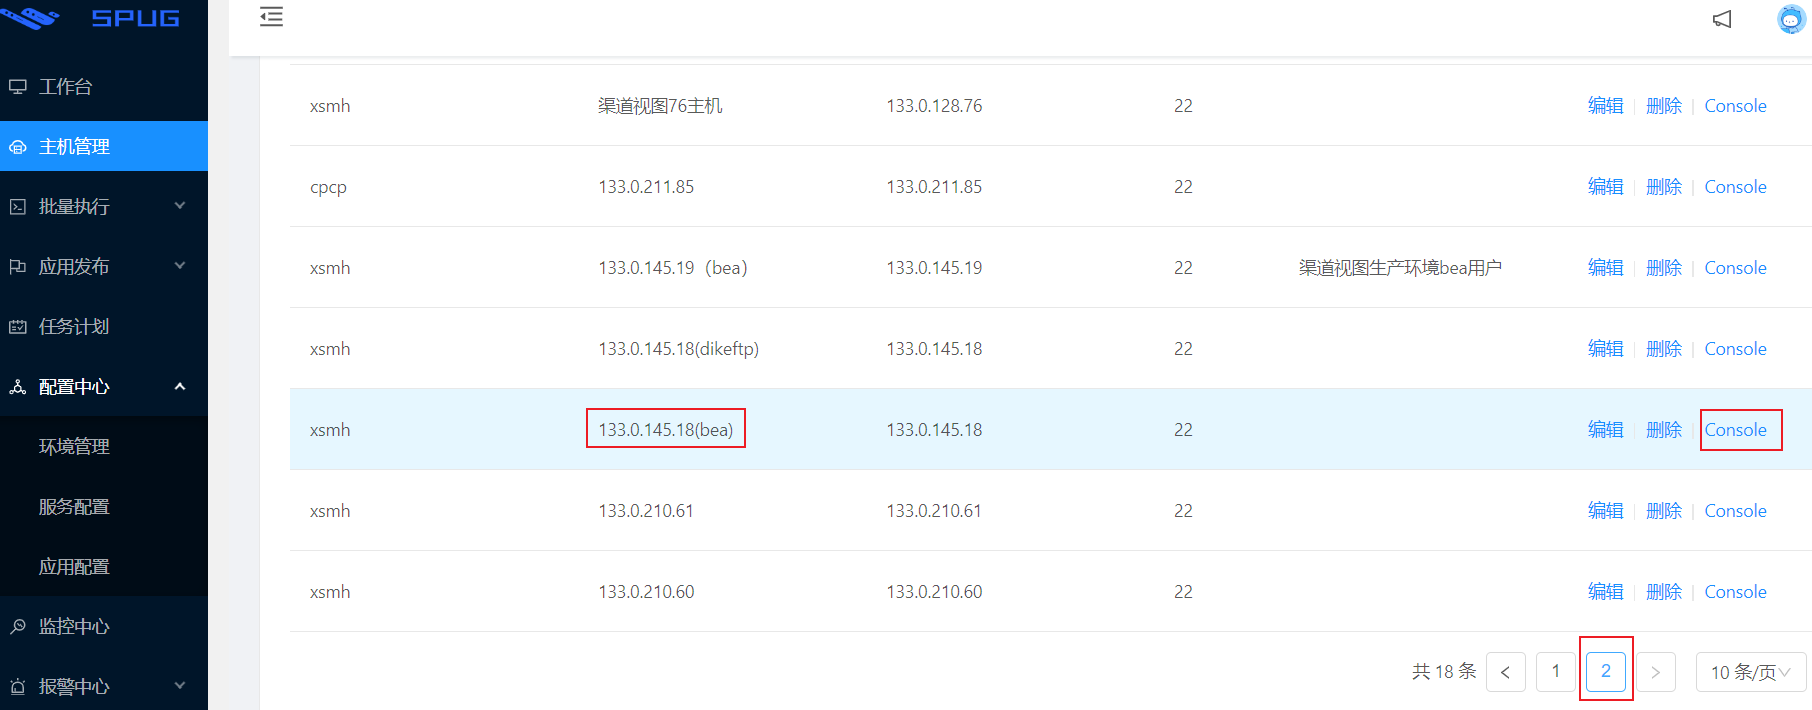 SPUG
工作台
主机管理
批量执行
应用发布
任务计划
配置中心
环境管理
服务配置
应用配置
监控中心
报警中心
xsmh 渠道视图76主机 133.0.128.76 22 编辑 删除 Console
cpcp 133.0.211.85 133.0.211.85 22 编辑 删除 Console
xsmh 133.0.145.19（bea） 133.0.145.19 22 渠道视图生产环境bea用户 编辑 删除 Console
xsmh 133.0.145.18(dikeftp) 133.0.145.18 22 编辑 删除 Console
xsmh 133.0.145.18(bea) 133.0.145.18 22 编辑 删除 Console
xsmh 133.0.210.61 133.0.210.61 22 编辑 删除 Console
xsmh 133.0.210.60 133.0.210.60 22 编辑 删除 Console
共 18 条 < 1 2 > 10 条/页